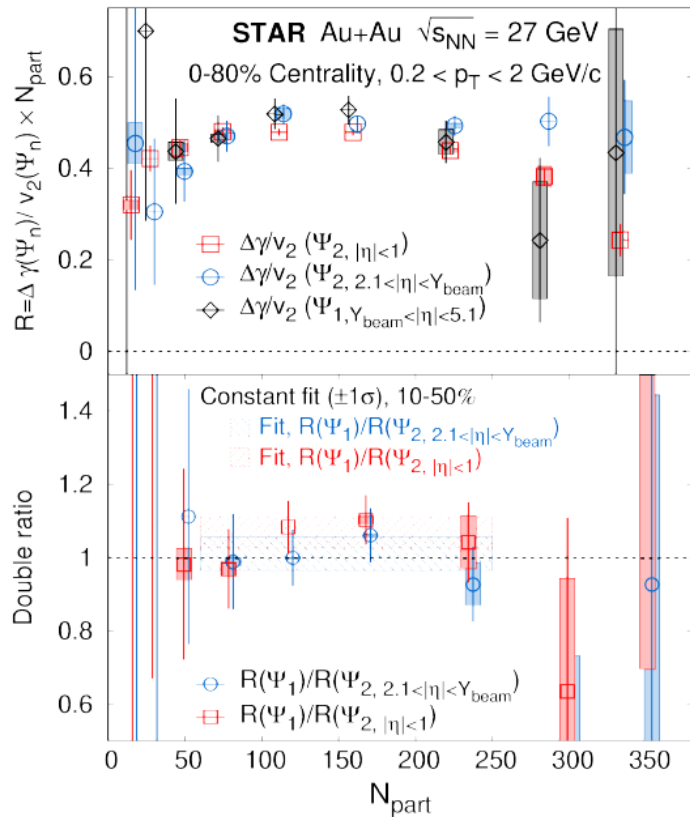 STAR Au+Au √sNN = 27 GeV
0-80% Centrality, 0.2 < pT < 2 GeV/c
R=Δ γ(Ψn)/ v2(Ψn) × Npart
0.6
0.4
0.2
0
Δγ/v2 (Ψ2, |η|<1)
Δγ/v2 (Ψ2, 2.1<|η|<Ybeam)
Δγ/v2 (Ψ1, Ybeam<|η|<5.1)
Constant fit (±1σ), 10-50%
Fit, R(Ψ1)/R(Ψ2, 2.1<|η|<Ybeam)
Fit, R(Ψ1)/R(Ψ2, |η|<1)
Double ratio
1.4
1.2
1
0.8
0.6
R(Ψ1)/R(Ψ2, 2.1<|η|<Ybeam)
R(Ψ1)/R(Ψ2, |η|<1)
0 50 100 150 200 250 300 350
Npart